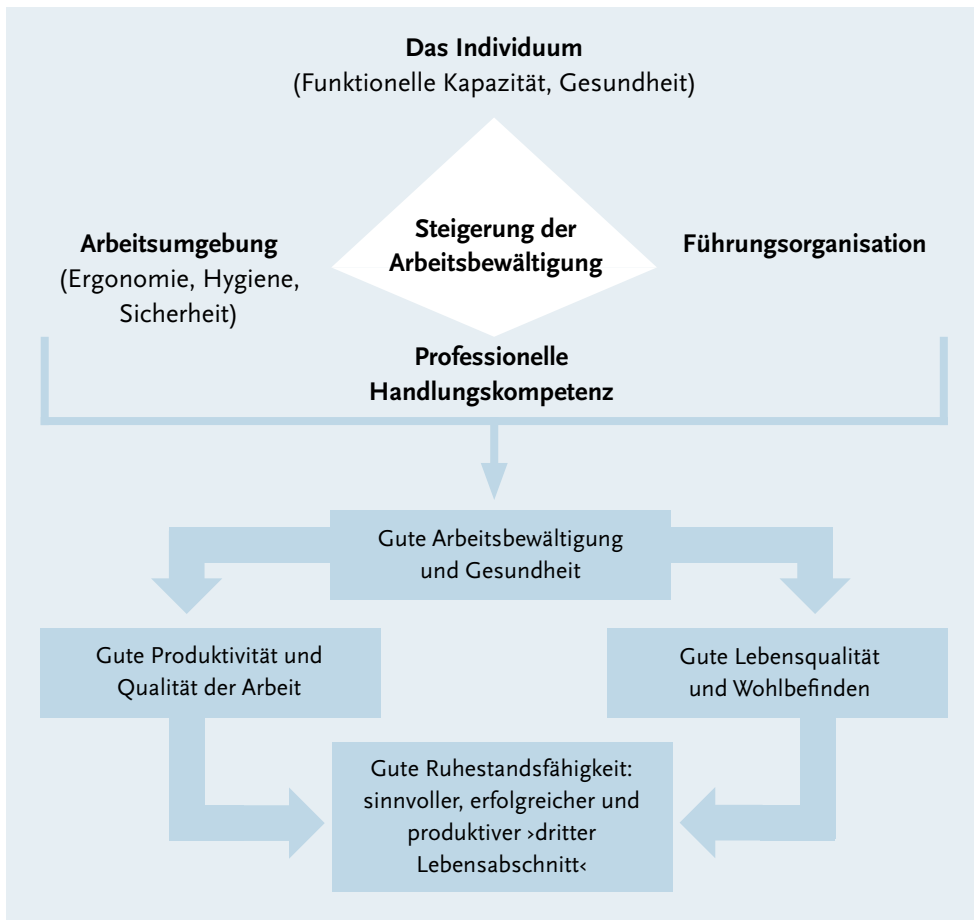 Das Individuum
(Funktionelle Kapazität, Gesundheit)
Steigerung der
Arbeitsbewältigung
Arbeitsumgebung
(Ergonomie, Hygiene,
Sicherheit)
Führungsorganisation
Professionelle
Handlungskompetenz
Gute Arbeitsbewältigung
und Gesundheit
Gute Produktivität und
Qualität der Arbeit
Gute Lebensqualität
und Wohlbefinden
Gute Ruhestandsfähigkeit:
sinnvoller, erfolgreicher und
produktiver ›dritter
Lebensabschnitt‹